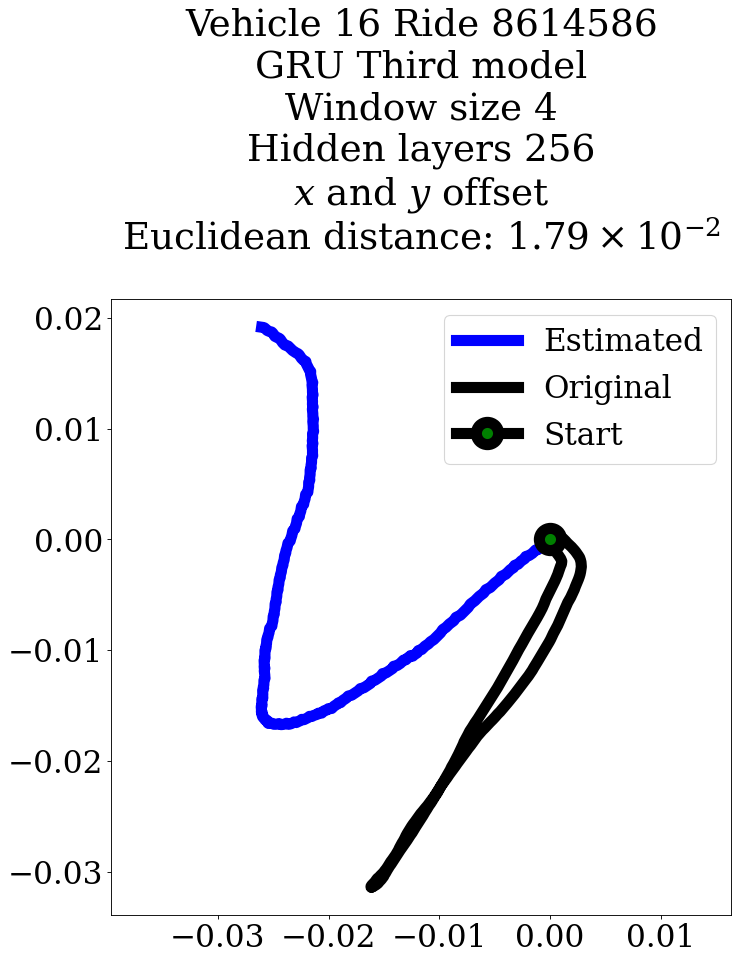 Vehicle 16 Ride 8614586
GRU Third model
Window size 4
Hidden layers 256
x and y offset
Euclidean distance: 1.79 × 10⁻²
0.02
0.01
0.00
−0.01
−0.02
−0.03
Estimated
Original
Start
−0.03 −0.02 −0.01 0.00 0.01